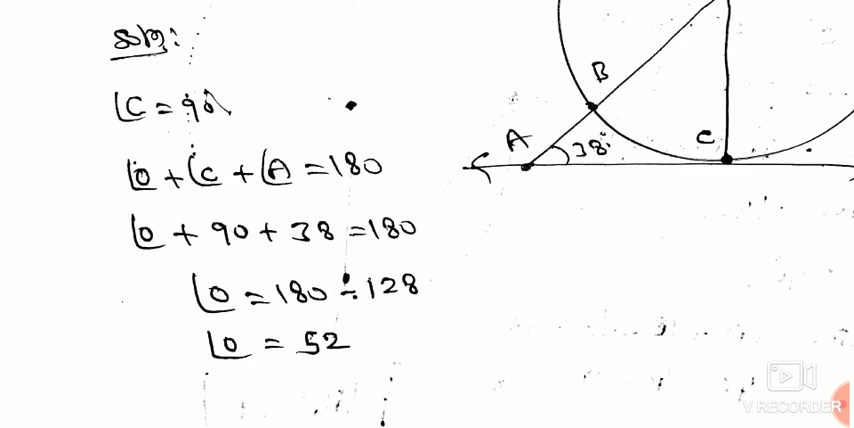 ∠C = 90
∠O + ∠C + ∠A = 180
∠O + 90 + 38 = 180
∠O = 180 - 128
∠O = 52
B
A
38°
C
V RECORDER